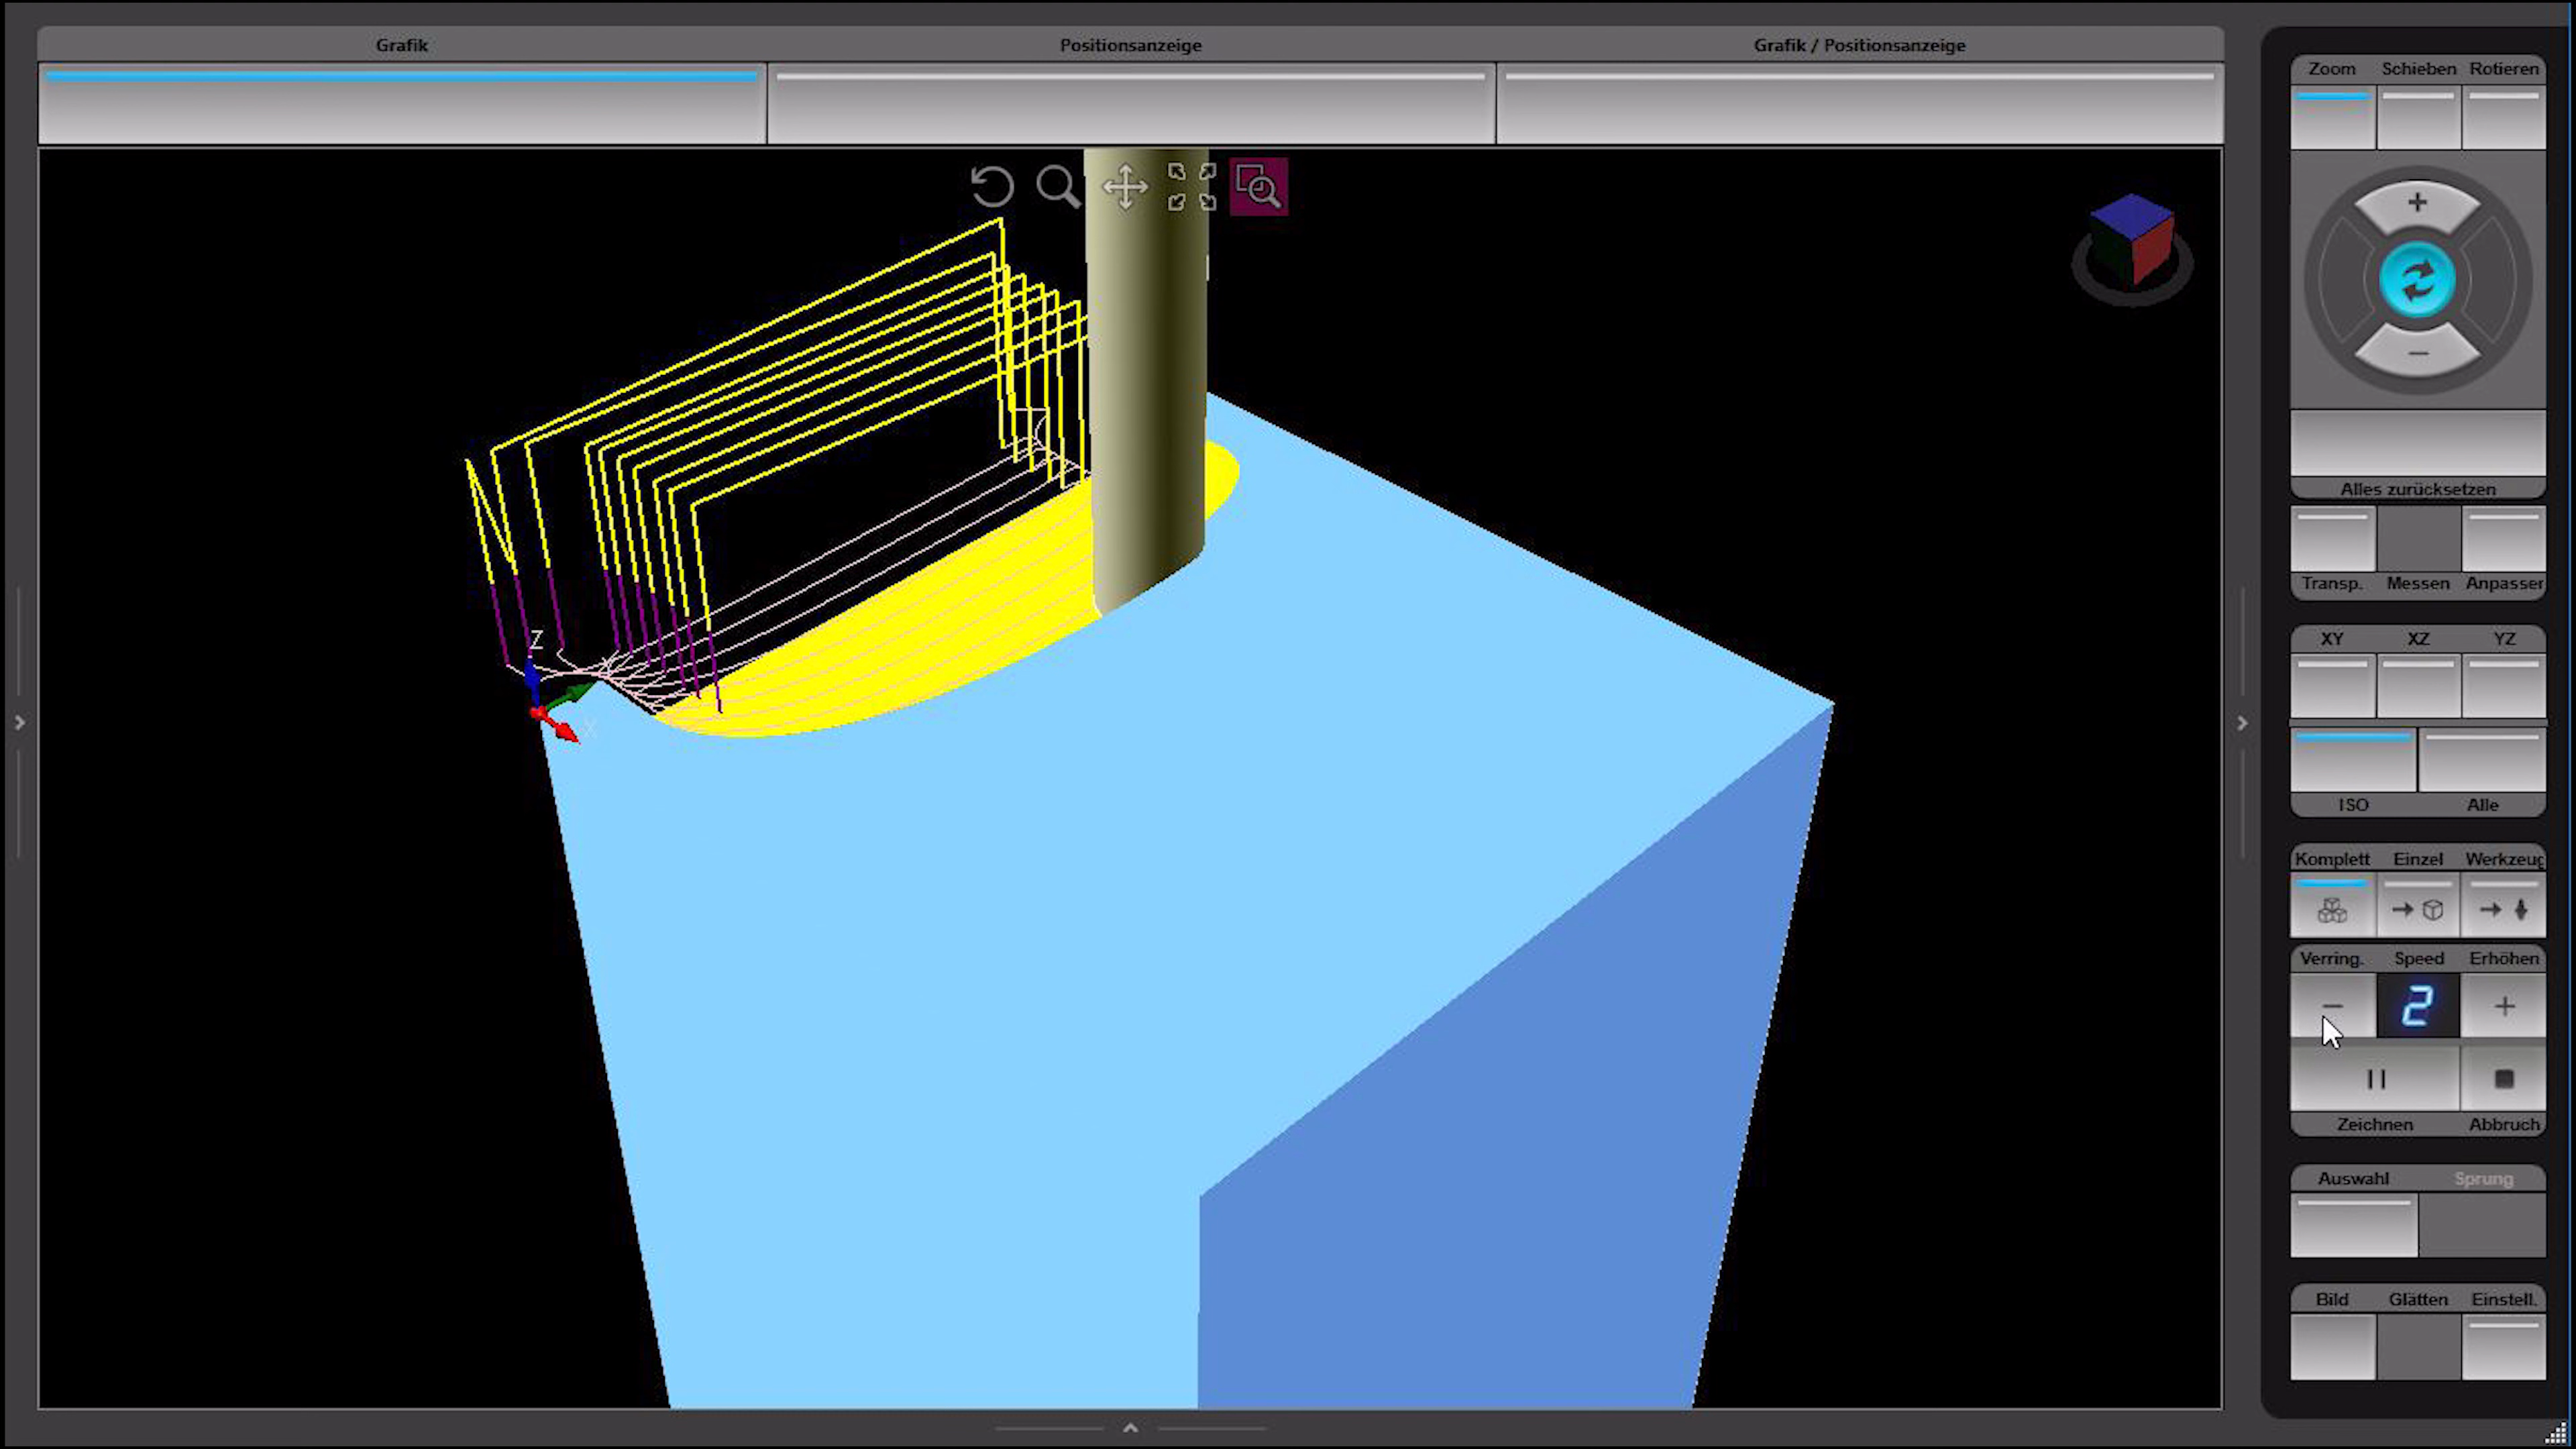 Grafik Positionsanzeige Grafik / Positionsanzeige
Zoom Schieben Rotieren
Alles zurücksetzen
Transp. Messen Anpasser
Z
X
XY XZ YZ
ISO Alle
Komplett Einzel Werkzeug
Verring. Speed Erhöhen
2
Zeichnen Abbruch
Auswahl Sprung
Bild Glätten Einstell.